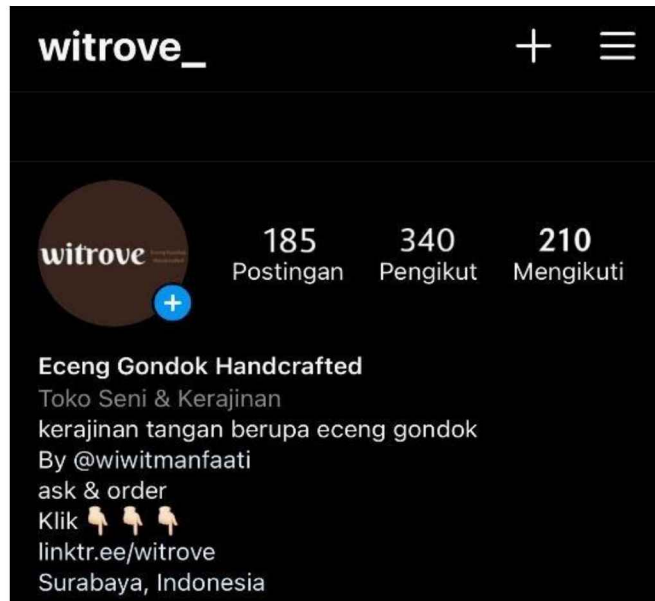 witrove_
witrove
185 340 210
Postingan Pengikut Mengikuti
Eceng Gondok Handcrafted
Toko Seni & Kerajinan
kerajinan tangan berupa eceng gondok
By @wiwitmanfaati
ask & order
Klik 👇🏻 👇🏻 👇🏻
linktr.ee/witrove
Surabaya, Indonesia